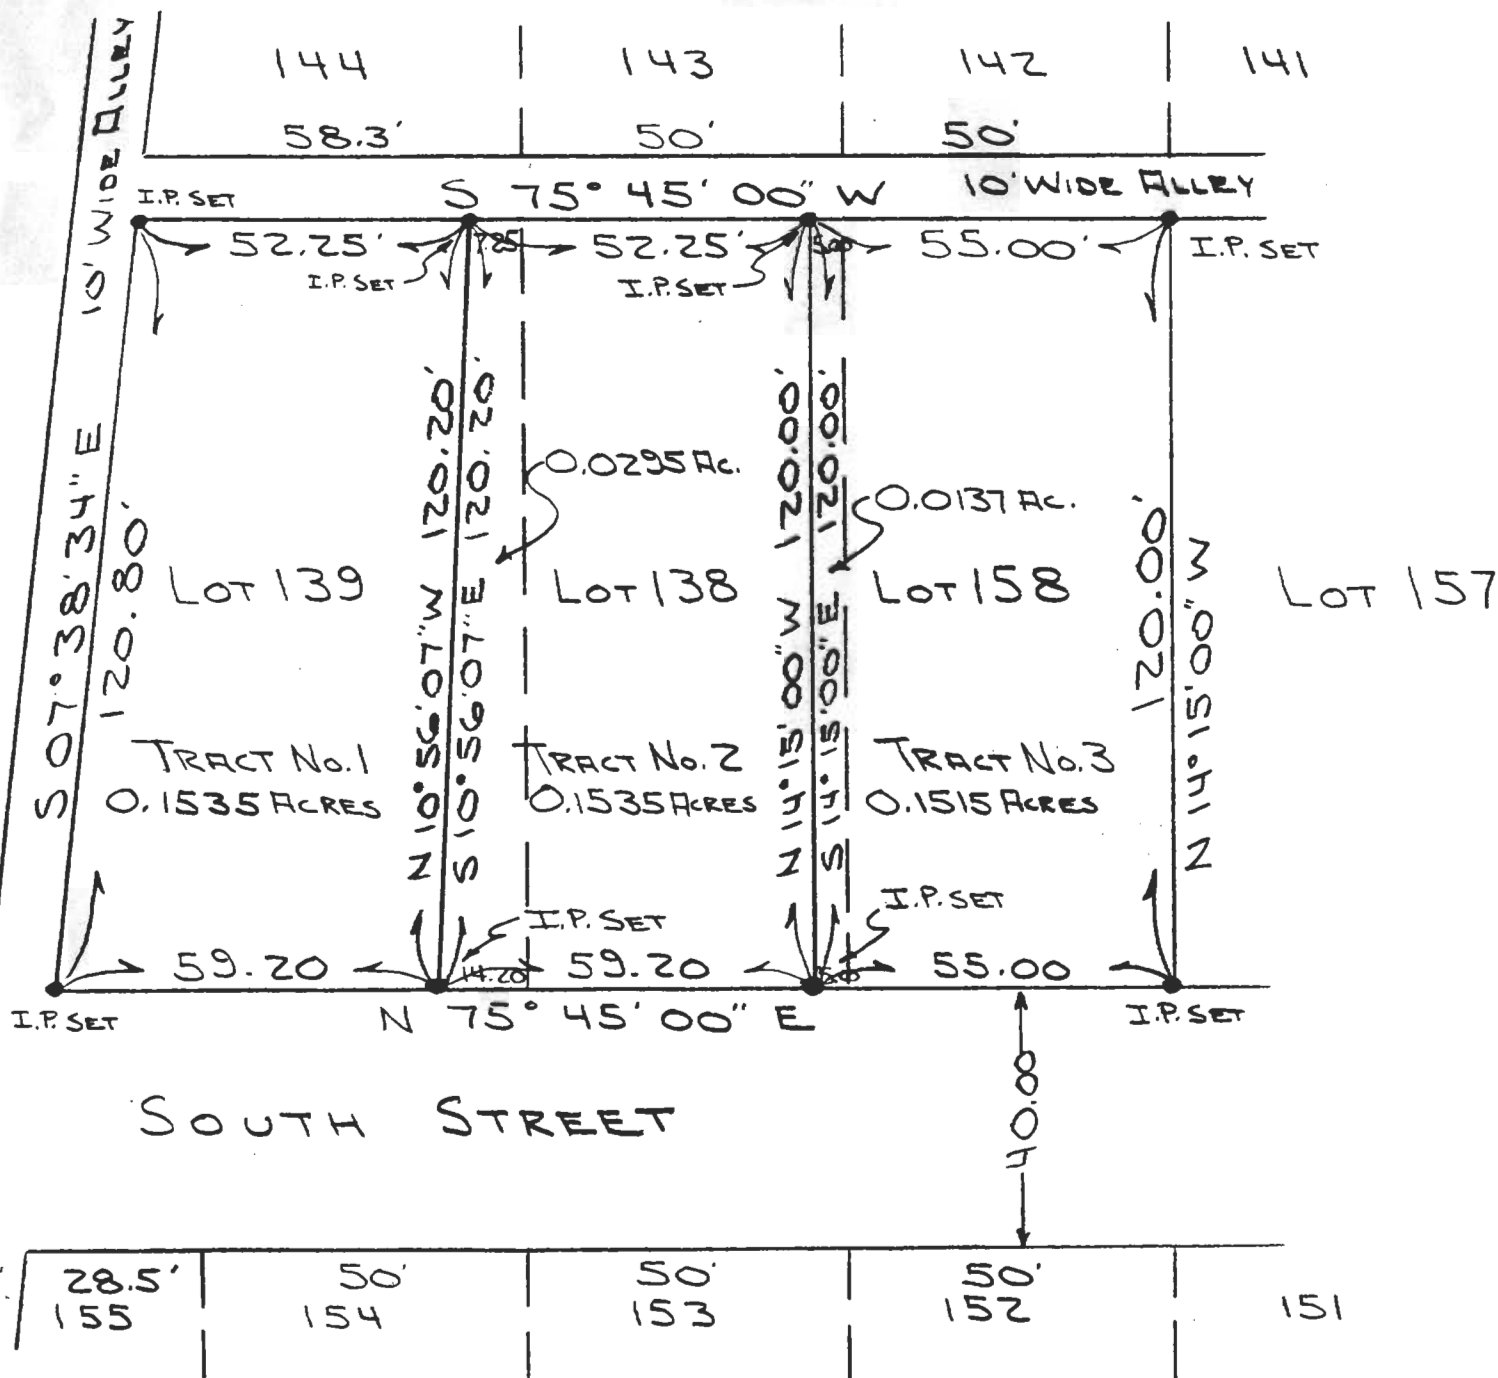 144 143 142 141
58.3' 50' 50'
10' WIDE ALLEY
S 75° 45' 00" W 10' WIDE ALLEY
I.P. SET
52.25' 7.25 52.25' 5.00 55.00' I.P. SET
I.P. SET I.P. SET
S 07° 38' 34" E
120.80'
N 10° 56' 07" W 120.20'
S 10° 56' 07" E 120.20'
N 14° 15' 00" W 120.00'
S 14° 15' 00" E 120.00'
120.00'
N 14° 15' 00" W
0.0295 AC.
0.0137 AC.
LOT 139 LOT 138 LOT 158 LOT 157
TRACT No. 1 TRACT No. 2 TRACT No. 3
0.1535 ACRES 0.1535 ACRES 0.1515 ACRES
I.P. SET I.P. SET
59.20 14.20 59.20 5.00 55.00
I.P. SET N 75° 45' 00" E I.P. SET
40.00
SOUTH STREET
28.5' 50' 50' 50'
155 154 153 152 151